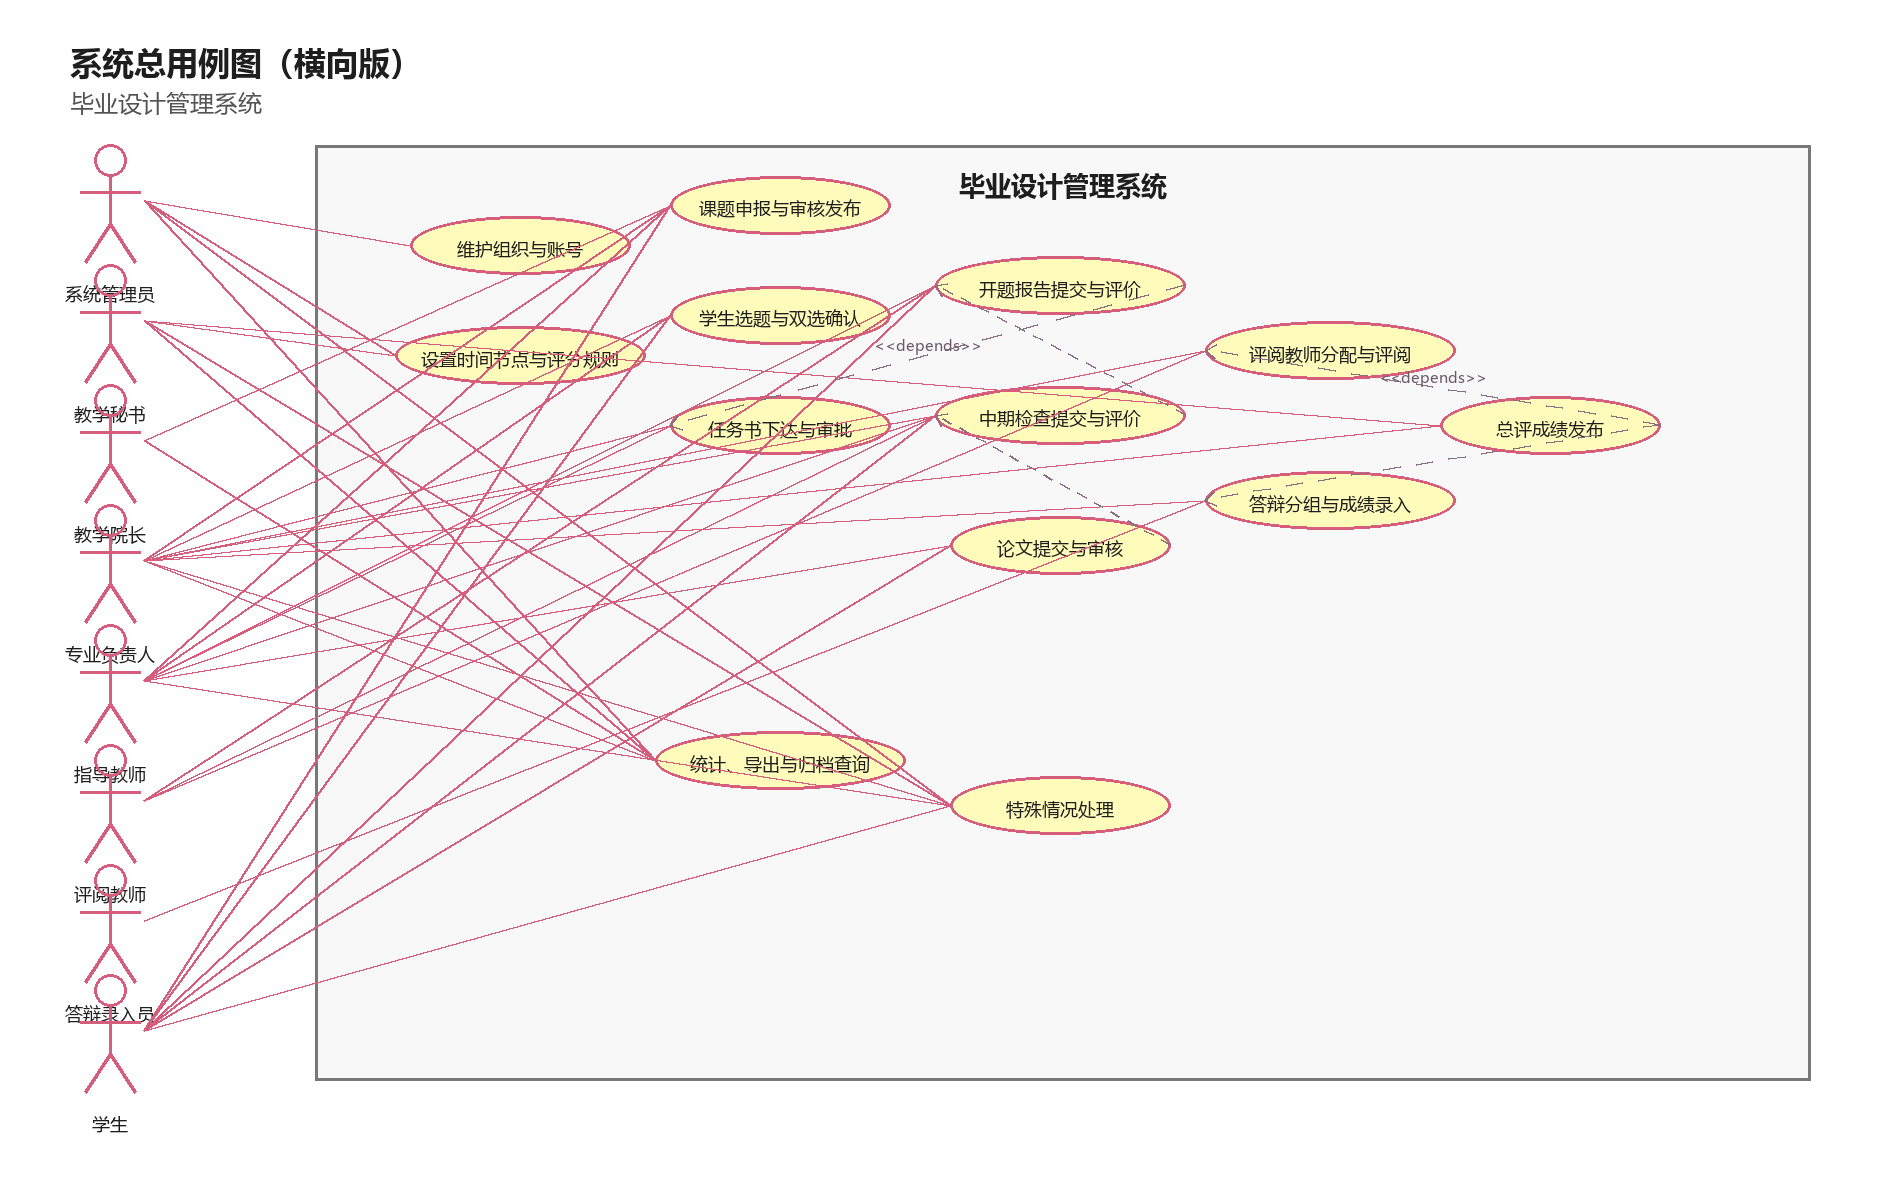 系统总用例图（横向版）
毕业设计管理系统
毕业设计管理系统
系统管理员
教学秘书
教学院长
专业负责人
指导教师
评阅教师
答辩录入员
学生
维护组织与账号
设置时间节点与评分规则
课题申报与审核发布
学生选题与双选确认
任务书下达与审批
统计、导出与归档查询
开题报告提交与评价
<<depends>>
中期检查提交与评价
论文提交与审核
特殊情况处理
评阅教师分配与评阅
<<depends>>
答辩分组与成绩录入
总评成绩发布